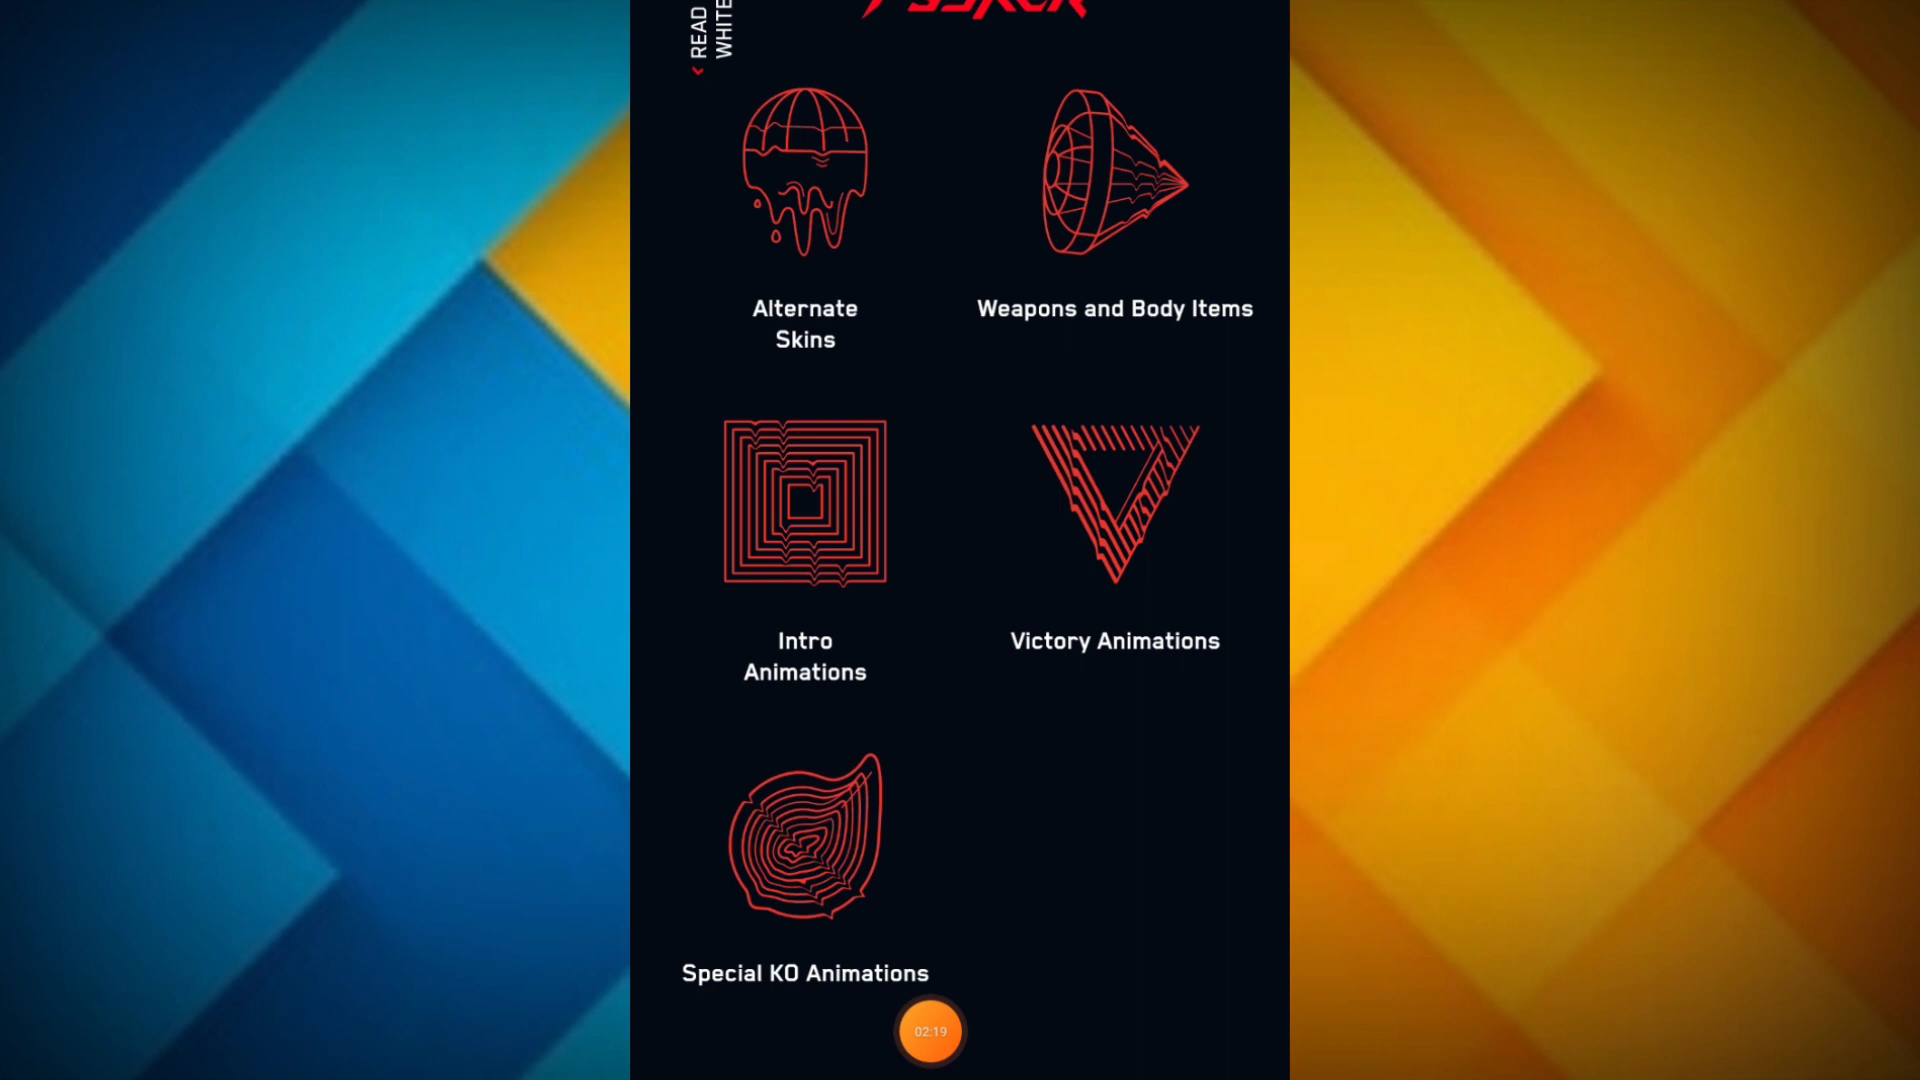 READ
WHITE
Alternate
Skins
Weapons and Body Items
Intro
Animations
Victory Animations
Special KO Animations
02:19